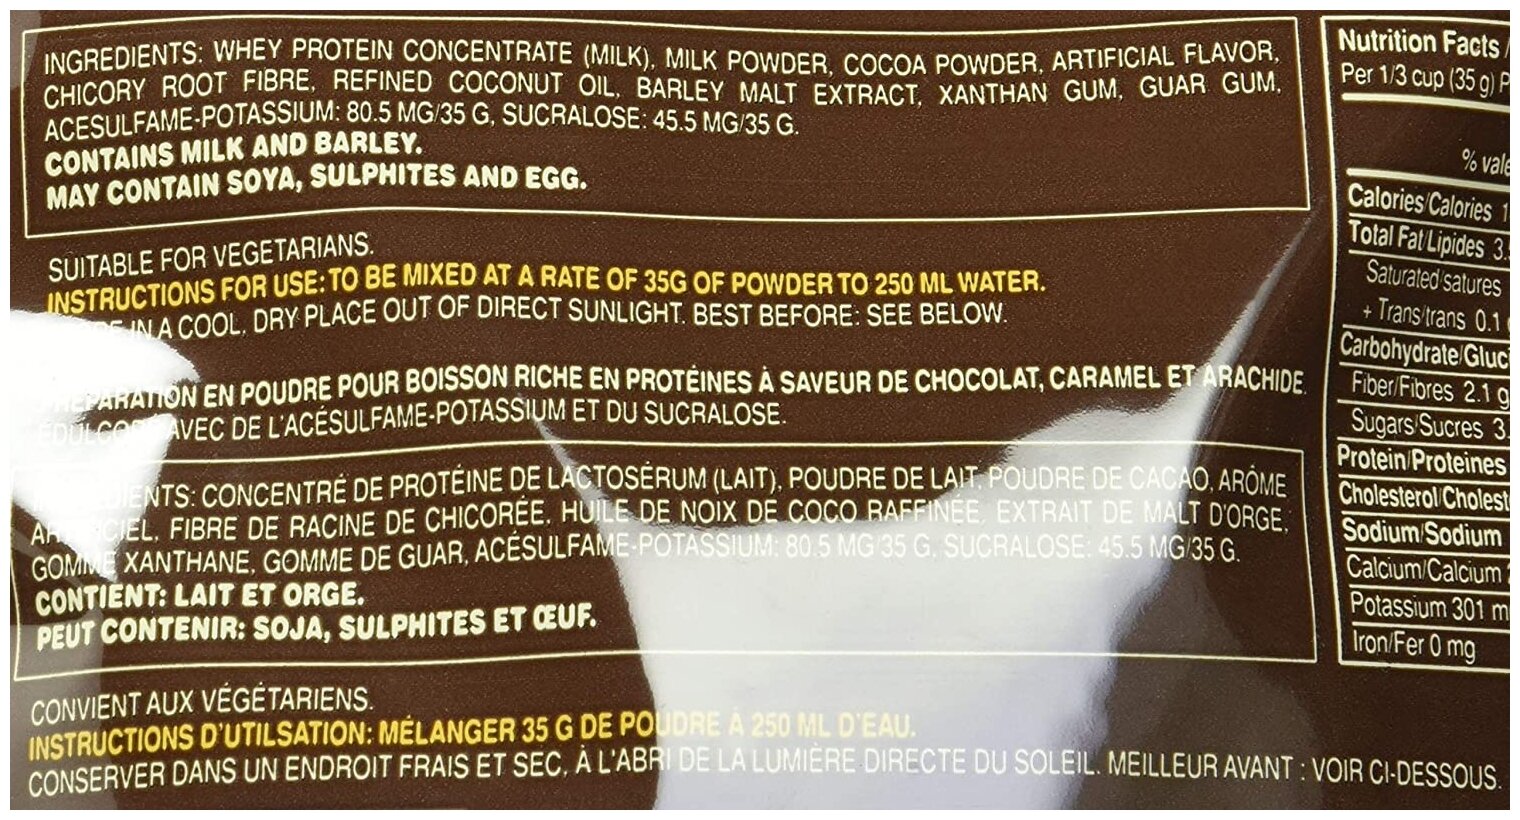 INGREDIENTS: WHEY PROTEIN CONCENTRATE (MILK), MILK POWDER, COCOA POWDER, ARTIFICIAL FLAVOR,
CHICORY ROOT FIBRE, REFINED COCONUT OIL, BARLEY MALT EXTRACT, XANTHAN GUM, GUAR GUM,
ACESULFAME-POTASSIUM: 80.5 MG/35 G, SUCRALOSE: 45.5 MG/35 G.
CONTAINS MILK AND BARLEY.
MAY CONTAIN SOYA, SULPHITES AND EGG.
SUITABLE FOR VEGETARIANS.
INSTRUCTIONS FOR USE: TO BE MIXED AT A RATE OF 35G OF POWDER TO 250 ML WATER.
IN A COOL, DRY PLACE OUT OF DIRECT SUNLIGHT. BEST BEFORE: SEE BELOW.
EN POUDRE POUR BOISSON RICHE EN PROTÉINES À SAVEUR DE CHOCOLAT, CARAMEL ET ARACHIDE.
AVEC DE L'ACÉSULFAME-POTASSIUM ET DU SUCRALOSE.
CONCENTRÉ DE PROTÉINE DE LACTOSÉRUM (LAIT), POUDRE DE LAIT, POUDRE DE CACAO, ARÔME
FIBRE DE RACINE DE CHICORÉE, HUILE DE NOIX DE COCO RAFFINÉE, EXTRAIT DE MALT D'ORGE,
GOMME XANTHANE, GOMME DE GUAR, ACÉSULFAME-POTASSIUM: 80.5 MG/35 G, SUCRALOSE: 45.5 MG/35 G.
CONTIENT: LAIT ET ORGE.
PEUT CONTENIR: SOJA, SULPHITES ET ŒUF.
CONVIENT AUX VÉGÉTARIENS.
INSTRUCTIONS D'UTILSATION: MÉLANGER 35 G DE POUDRE À 250 ML D'EAU.
CONSERVER DANS UN ENDROIT FRAIS ET SEC, À L'ABRI DE LA LUMIÈRE DIRECTE DU SOLEIL. MEILLEUR AVANT : VOIR CI-DESSOUS.
Nutrition Facts /
Per 1/3 cup (35 g)
%
Calories/Calories
Total Fat/Lipides
Saturated/satures
+ Trans/trans 0.1
Carbohydrate/
Fiber/Fibres 2.1 g
Sugars/Sucres
Protein/Proteines
Cholesterol/
Sodium/Sodium
Calcium/Calcium
Potassium 301
Iron/Fer 0 mg